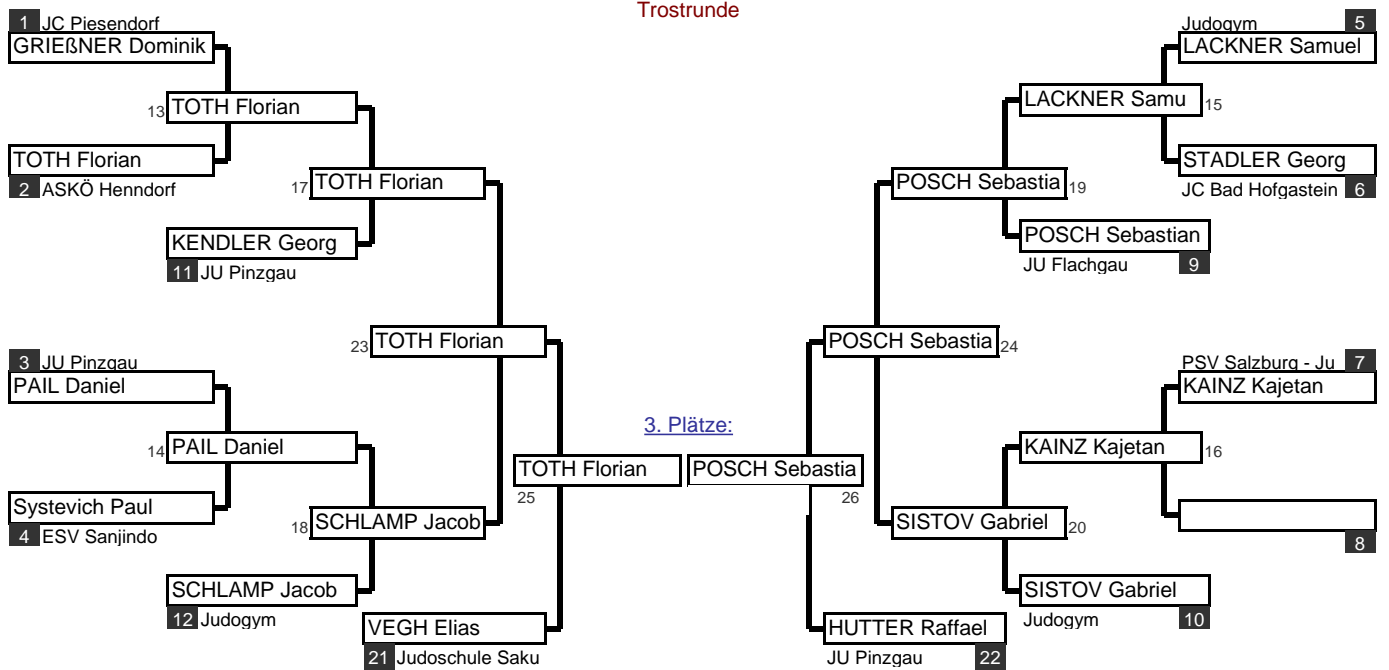 Trostrunde
1 JC Piesendorf
GRIEßNER Dominik
13 TOTH Florian
TOTH Florian
2 ASKÖ Henndorf
17 TOTH Florian
KENDLER Georg
11 JU Pinzgau
23 TOTH Florian
3 JU Pinzgau
PAIL Daniel
14 PAIL Daniel
Systevich Paul
4 ESV Sanjindo
18 SCHLAMP Jacob
SCHLAMP Jacob
12 Judogym
TOTH Florian
25
VEGH Elias
21 Judoschule Saku
3. Plätze:
Judogym 5
LACKNER Samuel
LACKNER Samu 15
STADLER Georg
JC Bad Hofgastein 6
POSCH Sebastia 19
POSCH Sebastian
JU Flachgau 9
POSCH Sebastia 24
PSV Salzburg - Ju 7
KAINZ Kajetan
KAINZ Kajetan 16
8
POSCH Sebastia
26
SISTOV Gabriel 20
SISTOV Gabriel
Judogym 10
HUTTER Raffael
JU Pinzgau 22